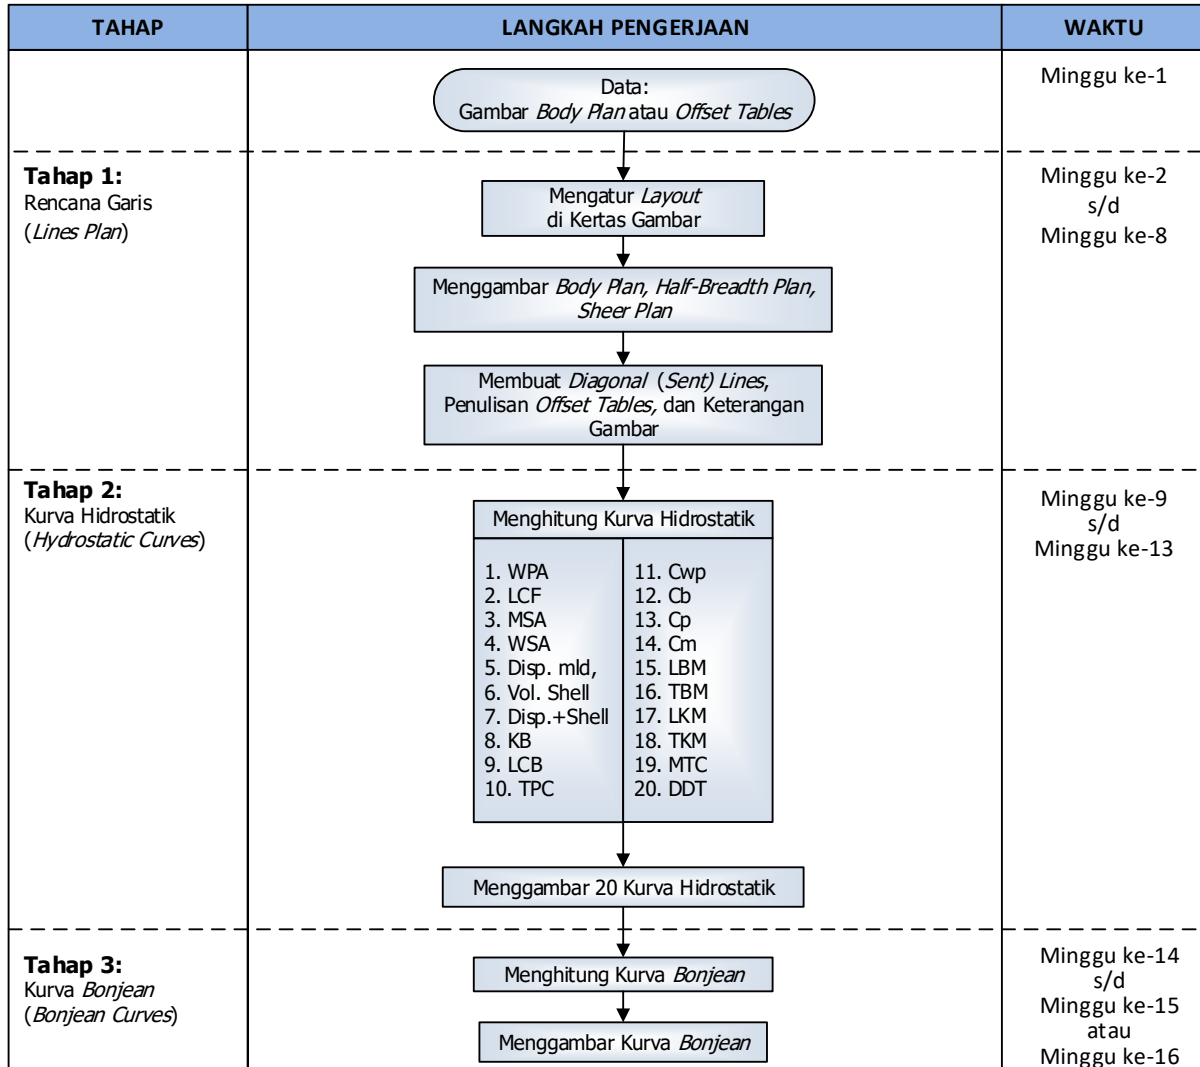 TAHAP
LANGKAH PENGERJAAN
WAKTU
Data:
Gambar Body Plan atau Offset Tables
Minggu ke-1
Tahap 1:
Rencana Garis
(Lines Plan)
Mengatur Layout
di Kertas Gambar
Menggambar Body Plan, Half-Breadth Plan,
Sheer Plan
Membuat Diagonal (Sent) Lines,
Penulisan Offset Tables, dan Keterangan
Gambar
Minggu ke-2
s/d
Minggu ke-8
Tahap 2:
Kurva Hidrostatik
(Hydrostatic Curves)
Menghitung Kurva Hidrostatik
1. WPA
2. LCF
3. MSA
4. WSA
5. Disp. mld,
6. Vol. Shell
7. Disp.+Shell
8. KB
9. LCB
10. TPC
11. Cwp
12. Cb
13. Cp
14. Cm
15. LBM
16. TBM
17. LKM
18. TKM
19. MTC
20. DDT
Menggambar 20 Kurva Hidrostatik
Minggu ke-9
s/d
Minggu ke-13
Tahap 3:
Kurva Bonjean
(Bonjean Curves)
Menghitung Kurva Bonjean
Menggambar Kurva Bonjean
Minggu ke-14
s/d
Minggu ke-15
atau
Minggu ke-16